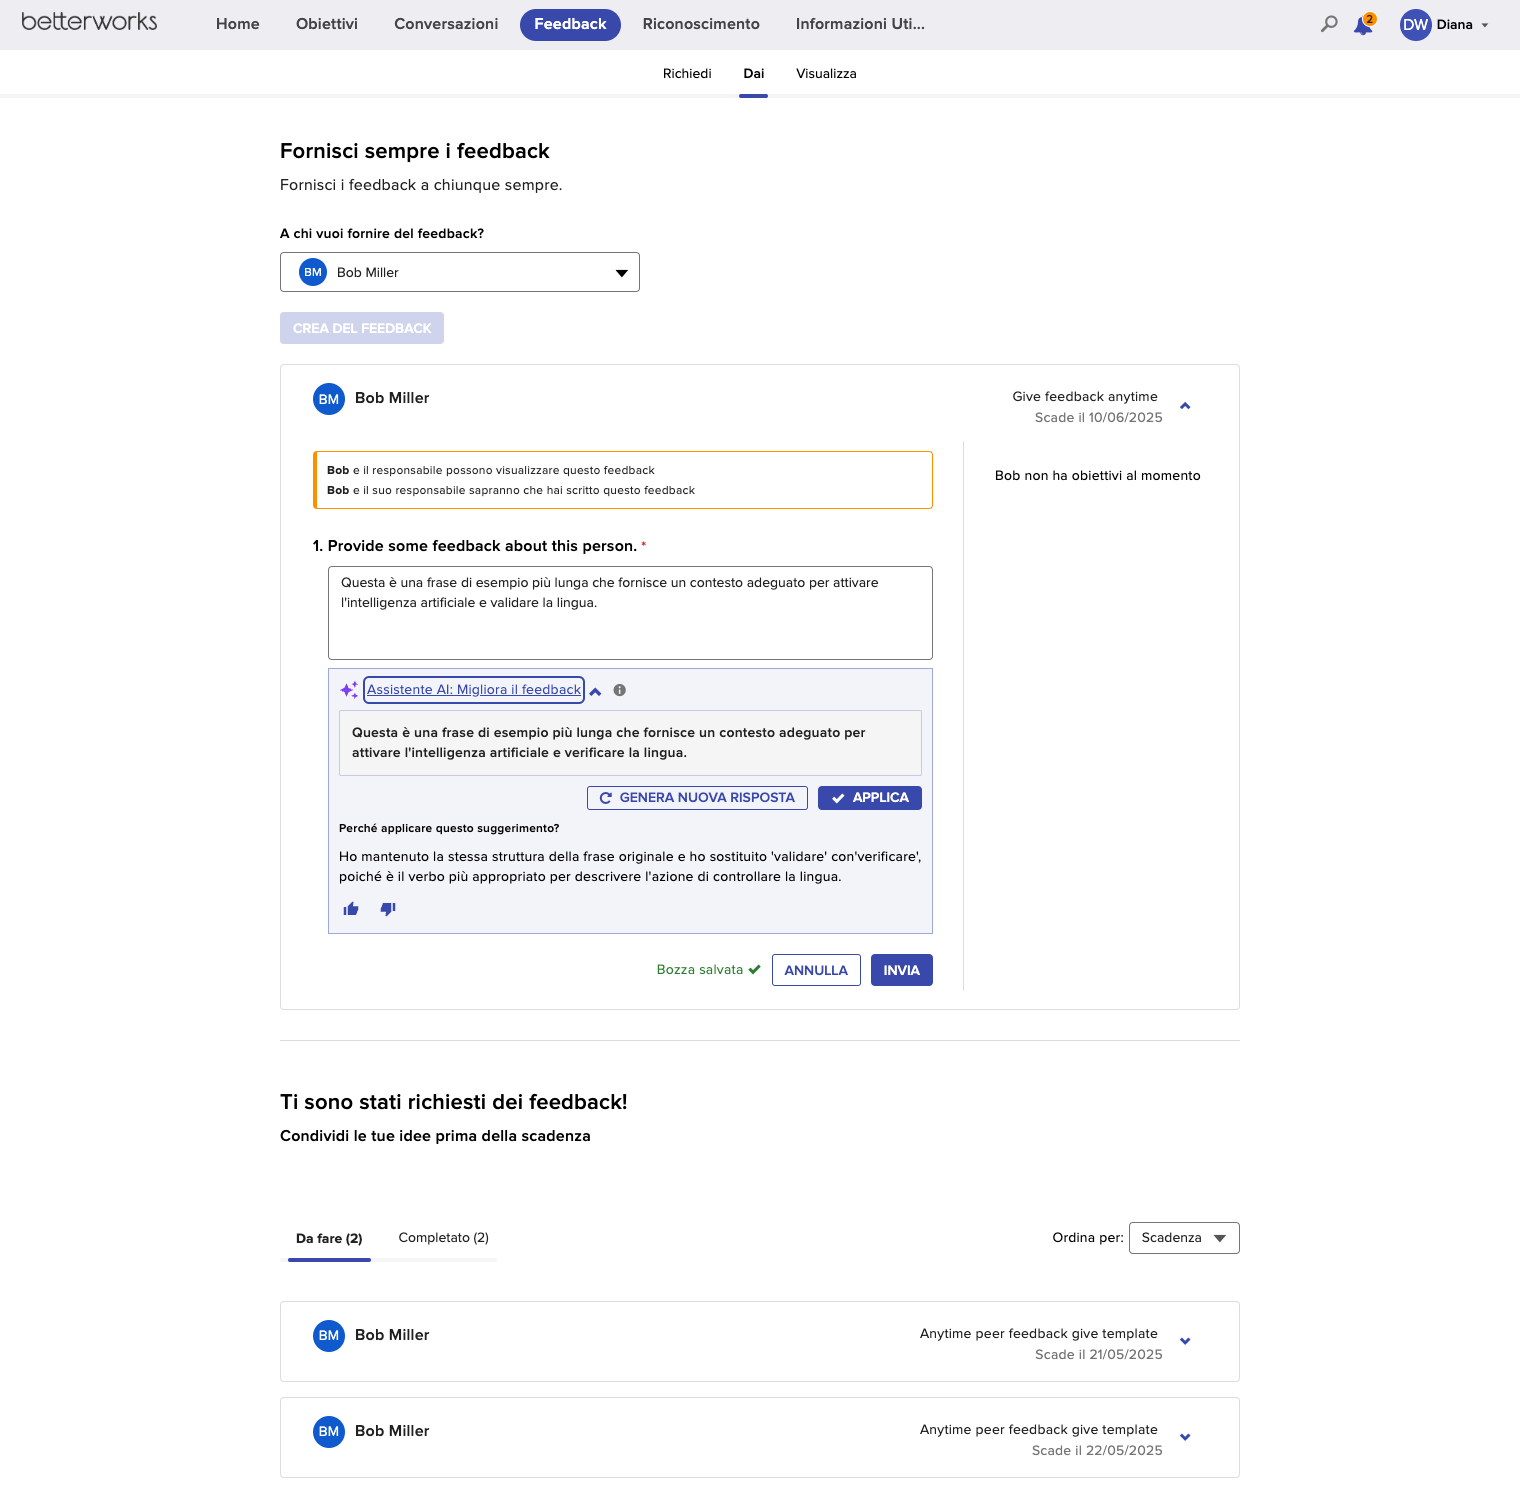 betterworks
Home Obiettivi Conversazioni Feedback Riconoscimento Informazioni Uti... 2 DW Diana
Richiedi Dai Visualizza
Fornisci sempre i feedback
Fornisci i feedback a chiunque sempre.
A chi vuoi fornire del feedback?
BM Bob Miller
CREA DEL FEEDBACK
BM Bob Miller
Give feedback anytime
Scade il 10/06/2025
Bob e il responsabile possono visualizzare questo feedback
Bob e il suo responsabile sapranno che hai scritto questo feedback
Bob non ha obiettivi al momento
1. Provide some feedback about this person. *
Questa è una frase di esempio più lunga che fornisce un contesto adeguato per attivare
l'intelligenza artificiale e validare la lingua.
Assistente AI: Migliora il feedback
Questa è una frase di esempio più lunga che fornisce un contesto adeguato per
attivare l'intelligenza artificiale e verificare la lingua.
GENERA NUOVA RISPOSTA APPLICA
Perché applicare questo suggerimento?
Ho mantenuto la stessa struttura della frase originale e ho sostituito 'validare' con'verificare',
poiché è il verbo più appropriato per descrivere l'azione di controllare la lingua.
Bozza salvata ANNULLA INVIA
Ti sono stati richiesti dei feedback!
Condividi le tue idee prima della scadenza
Da fare (2) Completato (2) Ordina per: Scadenza
BM Bob Miller
Anytime peer feedback give template
Scade il 21/05/2025
BM Bob Miller
Anytime peer feedback give template
Scade il 22/05/2025